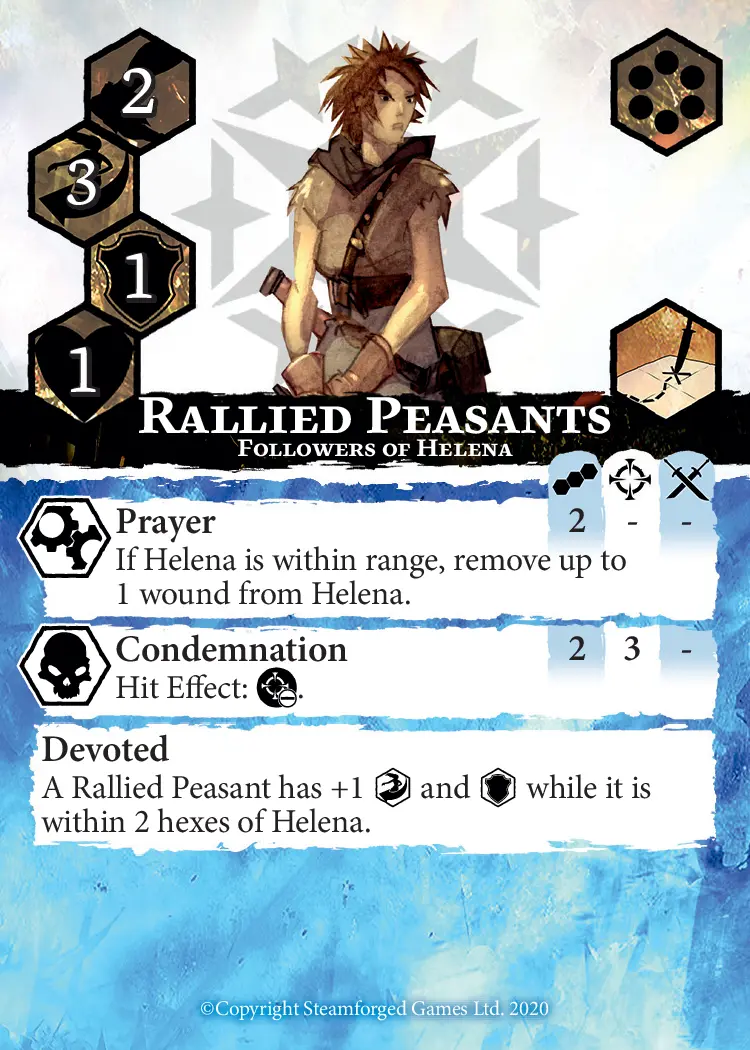 2
3
1
1
Rallied Peasants
Followers of Helena
Prayer 2 - -
If Helena is within range, remove up to
1 wound from Helena.
Condemnation 2 3 -
Hit Effect: .
Devoted
A Rallied Peasant has +1 and while it is
within 2 hexes of Helena.
©Copyright Steamforged Games Ltd. 2020